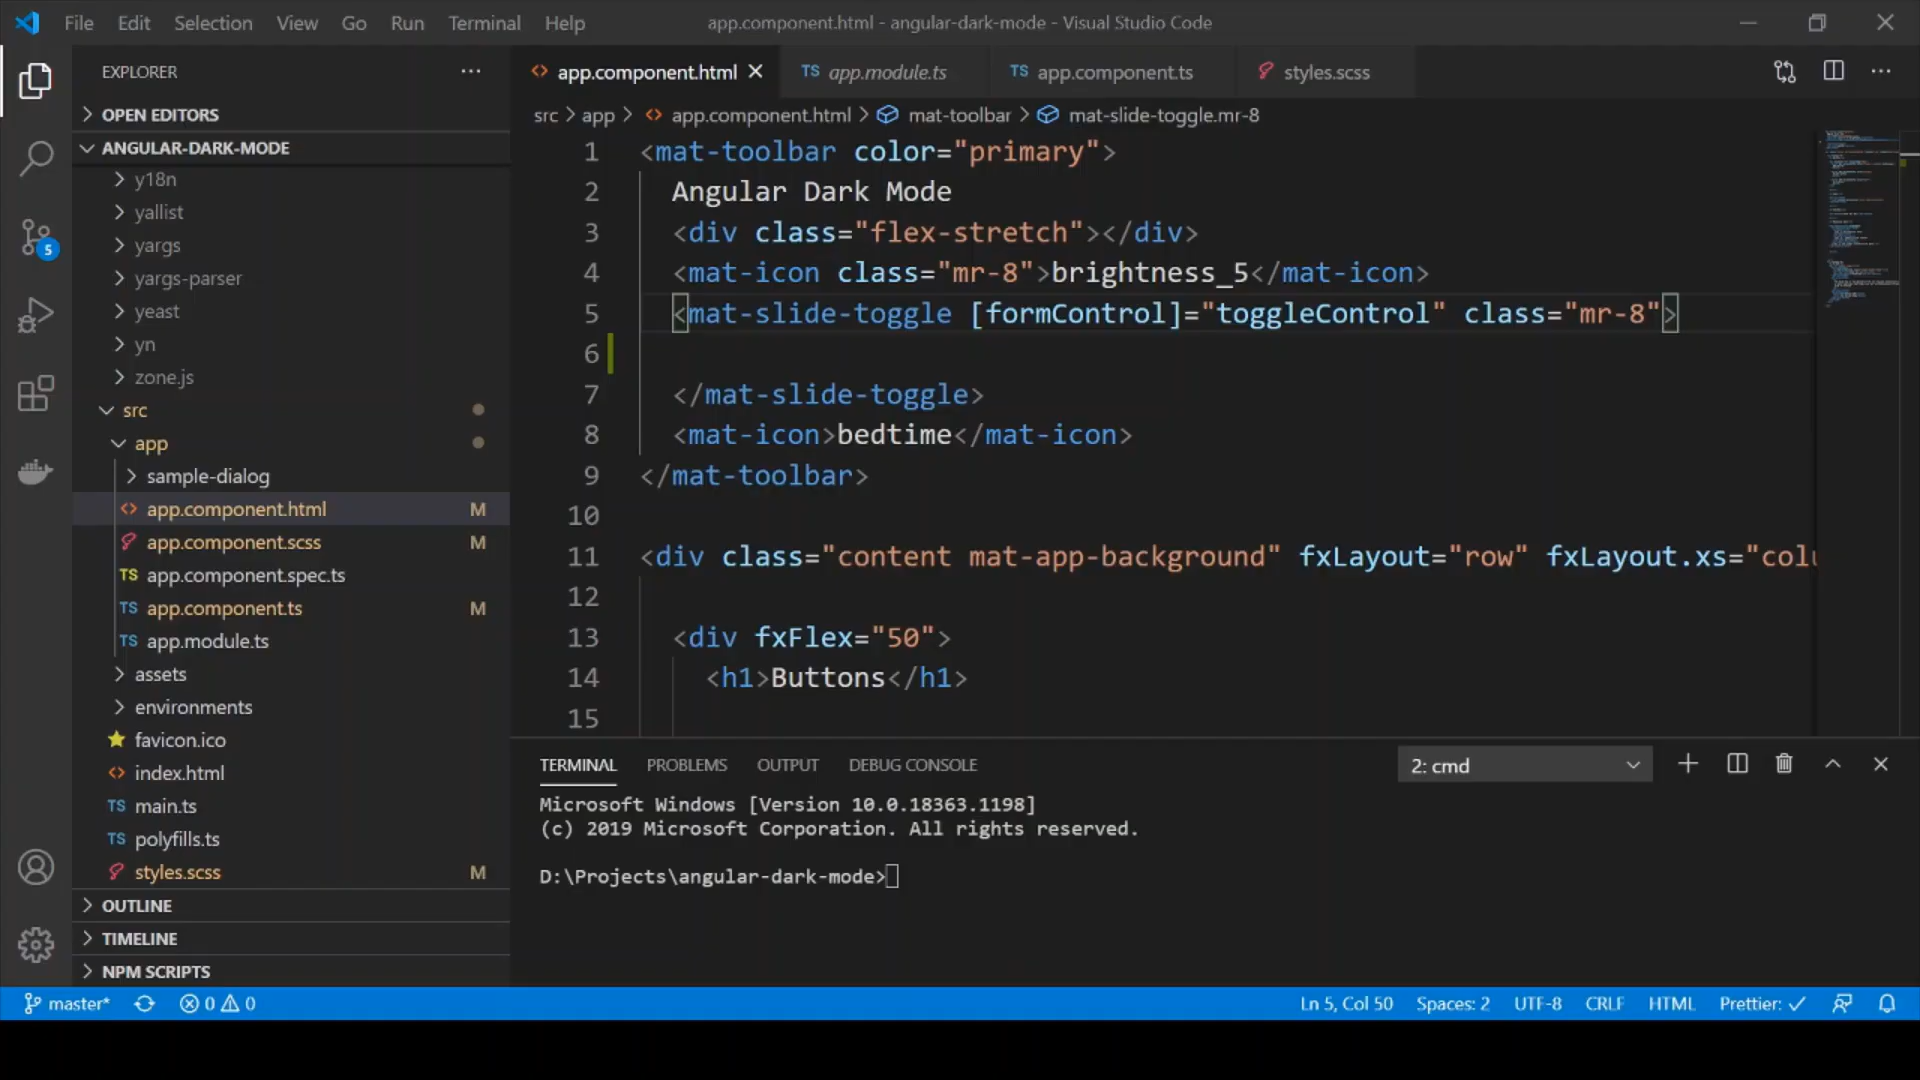 File Edit Selection View Go Run Terminal Help
app.component.html - angular-dark-mode - Visual Studio Code
EXPLORER
OPEN EDITORS
ANGULAR-DARK-MODE
y18n
yallist
yargs
yargs-parser
yeast
yn
zone.js
src
app
sample-dialog
app.component.html M
app.component.scss M
TS app.component.spec.ts
TS app.component.ts M
TS app.module.ts
assets
environments
favicon.ico
index.html
TS main.ts
TS polyfills.ts
styles.scss M
OUTLINE
TIMELINE
NPM SCRIPTS
5
app.component.html TS app.module.ts TS app.component.ts styles.scss
src > app > app.component.html > mat-toolbar > mat-slide-toggle.mr-8
1 <mat-toolbar color="primary">
2 Angular Dark Mode
3 <div class="flex-stretch"></div>
4 <mat-icon class="mr-8">brightness_5</mat-icon>
5 <mat-slide-toggle [formControl]="toggleControl" class="mr-8">
6
7 </mat-slide-toggle>
8 <mat-icon>bedtime</mat-icon>
9 </mat-toolbar>
10
11 <div class="content mat-app-background" fxLayout="row" fxLayout.xs="colu
12
13 <div fxFlex="50">
14 <h1>Buttons</h1>
15
TERMINAL PROBLEMS OUTPUT DEBUG CONSOLE 2: cmd
Microsoft Windows [Version 10.0.18363.1198]
(c) 2019 Microsoft Corporation. All rights reserved.
D:\Projects\angular-dark-mode>
master* 0 0 Ln 5, Col 50 Spaces: 2 UTF-8 CRLF HTML Prettier: ✓